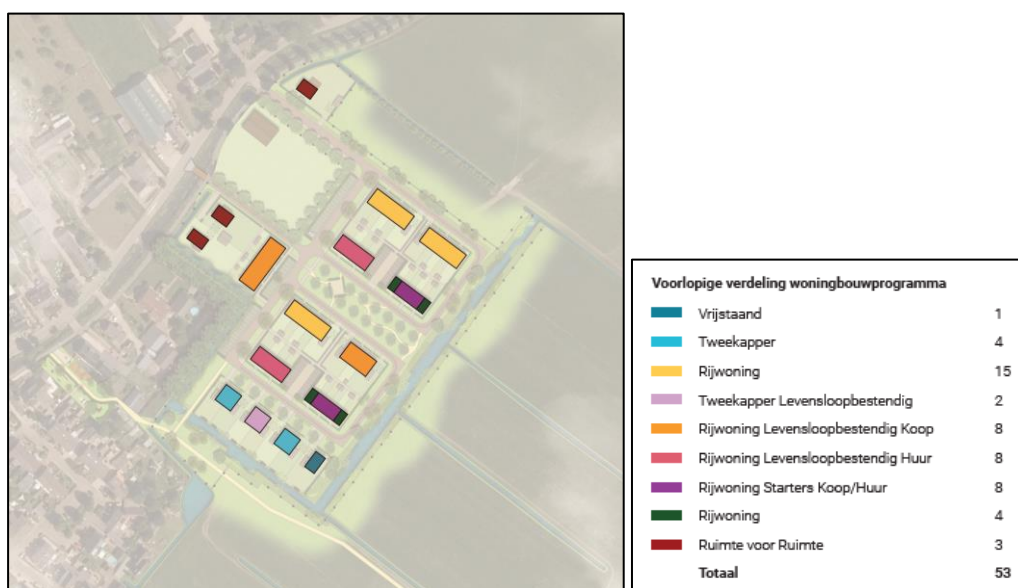 Voorlopige verdeling woningbouwprogramma
Vrijstaand 1
Tweekapper 4
Rijwoning 15
Tweekapper Levensloopbestendig 2
Rijwoning Levensloopbestendig Koop 8
Rijwoning Levensloopbestendig Huur 8
Rijwoning Starters Koop/Huur 8
Rijwoning 4
Ruimte voor Ruimte 3
Totaal 53